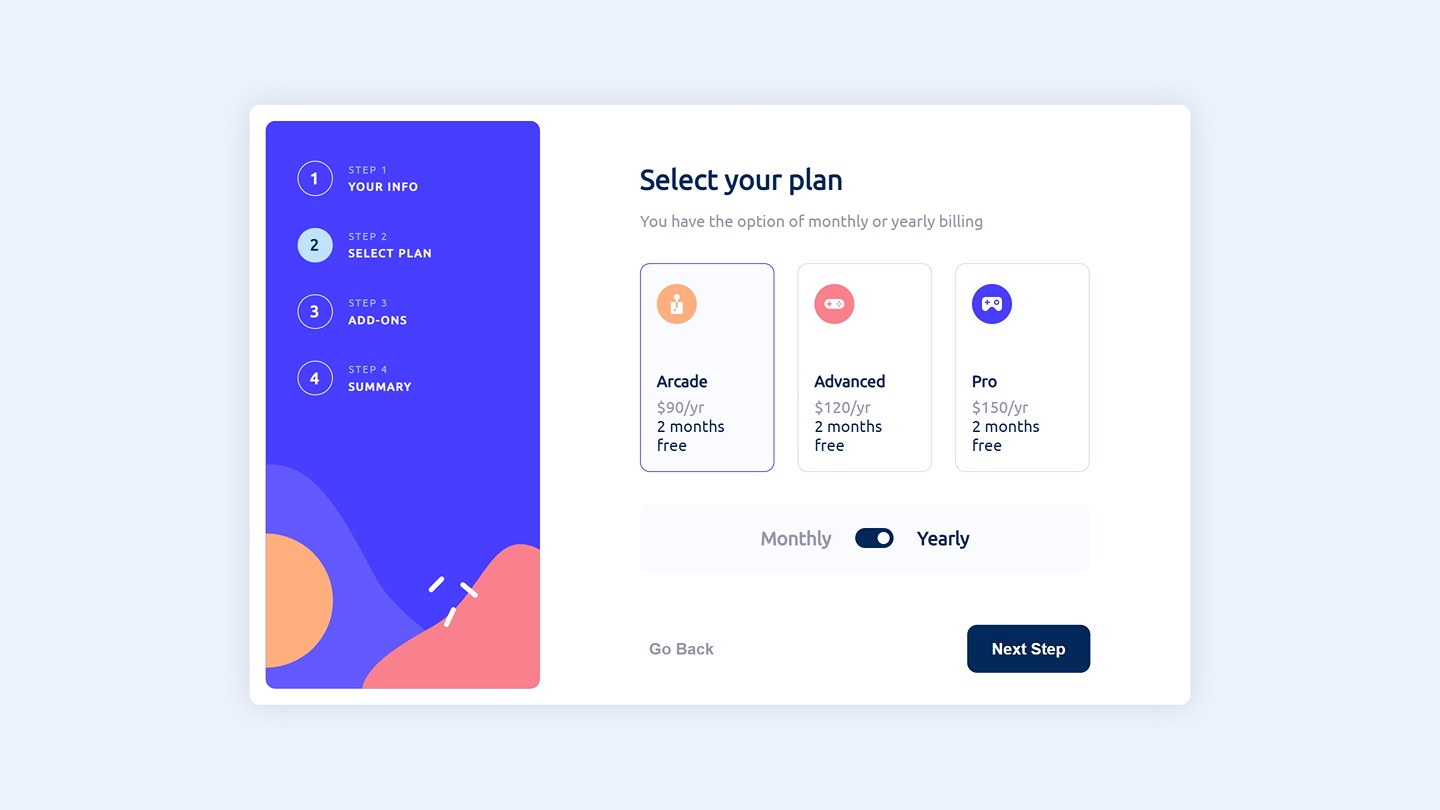 1
STEP 1
YOUR INFO
2
STEP 2
SELECT PLAN
3
STEP 3
ADD-ONS
4
STEP 4
SUMMARY
Select your plan
You have the option of monthly or yearly billing
Arcade
$90/yr
2 months
free
Advanced
$120/yr
2 months
free
Pro
$150/yr
2 months
free
Monthly
Yearly
Go Back
Next Step